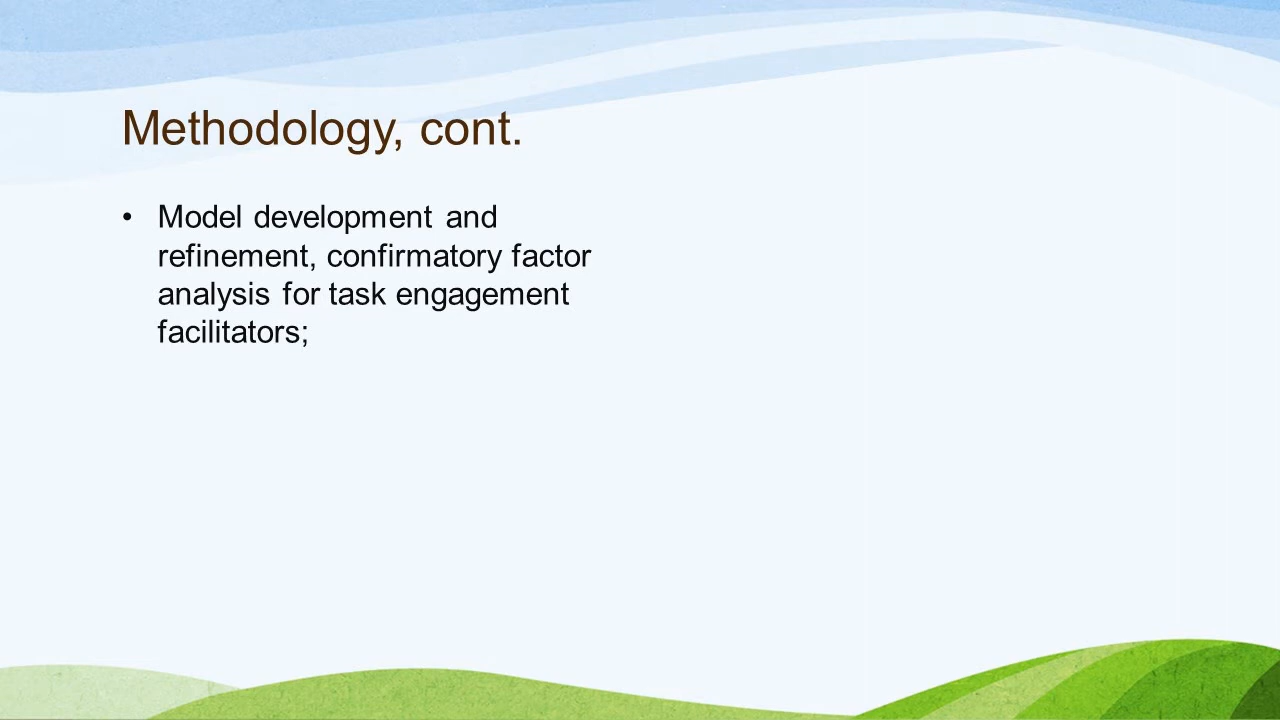 Methodology, cont.
• Model development and
refinement, confirmatory factor
analysis for task engagement
facilitators;